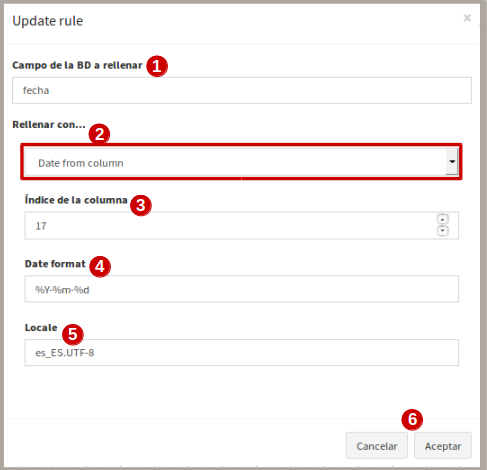 Update rule ×
Campo de la BD a rellenar 1
fecha
Rellenar con... 2
Date from column
Índice de la columna 3
17
Date format 4
%Y-%m-%d
Locale 5
es_ES.UTF-8
6
Cancelar Aceptar